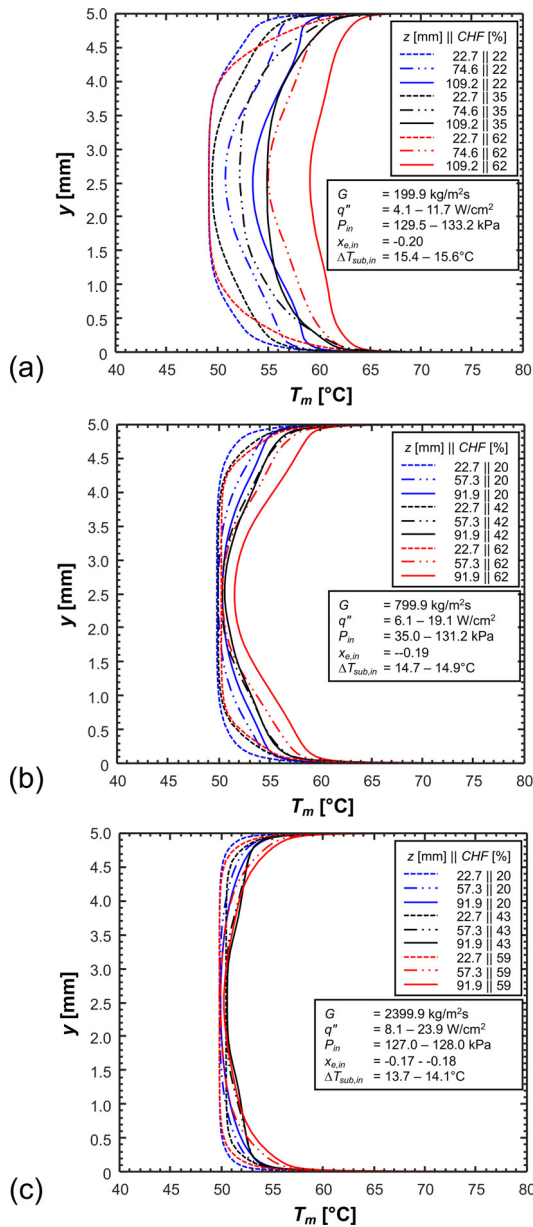 5.0
4.5
4.0
3.5
3.0
2.5
2.0
1.5
1.0
0.5
0
y [mm]
z [mm] || CHF [%]
22.7 || 22
74.6 || 22
109.2 || 22
22.7 || 35
74.6 || 35
109.2 || 35
22.7 || 62
74.6 || 62
109.2 || 62
G = 199.9 kg/m²s
q" = 4.1 – 11.7 W/cm²
Pin = 129.5 – 133.2 kPa
xe,in = -0.20
ΔTsub,in = 15.4 – 15.6°C
40 45 50 55 60 65 70 75 80
Tm [°C]
(a)
5.0
4.5
4.0
3.5
3.0
2.5
2.0
1.5
1.0
0.5
0
y [mm]
z [mm] || CHF [%]
22.7 || 20
57.3 || 20
91.9 || 20
22.7 || 42
57.3 || 42
91.9 || 42
22.7 || 62
57.3 || 62
91.9 || 62
G = 799.9 kg/m²s
q" = 6.1 – 19.1 W/cm²
Pin = 35.0 – 131.2 kPa
xe,in = --0.19
ΔTsub,in = 14.7 – 14.9°C
40 45 50 55 60 65 70 75 80
Tm [°C]
(b)
5.0
4.5
4.0
3.5
3.0
2.5
2.0
1.5
1.0
0.5
0
y [mm]
z [mm] || CHF [%]
22.7 || 20
57.3 || 20
91.9 || 20
22.7 || 43
57.3 || 43
91.9 || 43
22.7 || 59
57.3 || 59
91.9 || 59
G = 2399.9 kg/m²s
q" = 8.1 – 23.9 W/cm²
Pin = 127.0 – 128.0 kPa
xe,in = -0.17 - -0.18
ΔTsub,in = 13.7 – 14.1°C
40 45 50 55 60 65 70 75 80
Tm [°C]
(c)